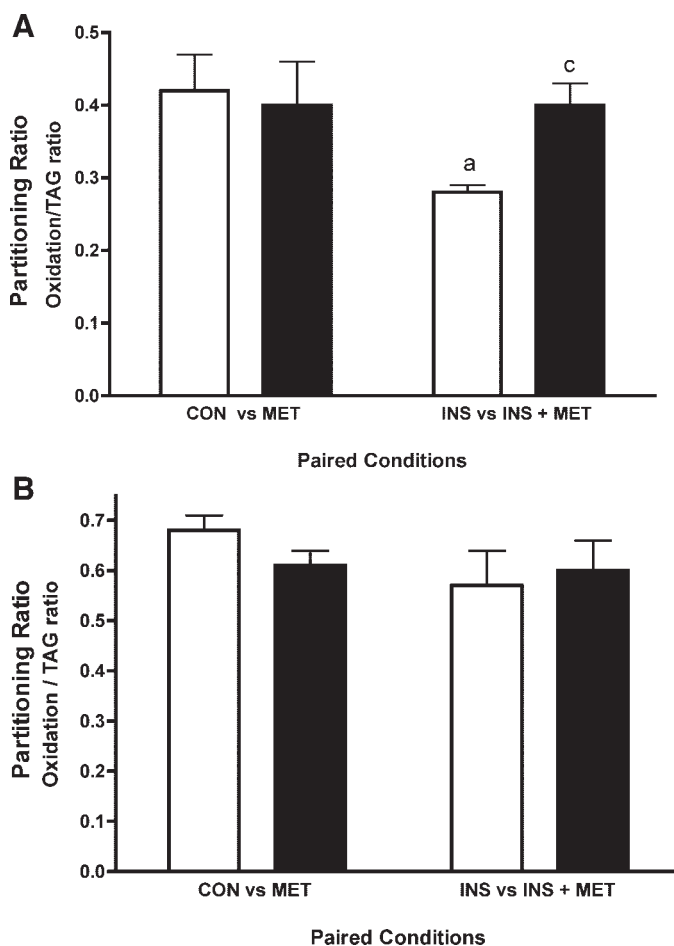 A
Partitioning Ratio
Oxidation/TAG ratio
0.5
0.4
0.3
0.2
0.1
0.0
a
c
CON vs MET
INS vs INS + MET
Paired Conditions
B
Partitioning Ratio
Oxidation / TAG ratio
0.7
0.6
0.5
0.4
0.3
0.2
0.1
0.0
CON vs MET
INS vs INS + MET
Paired Conditions